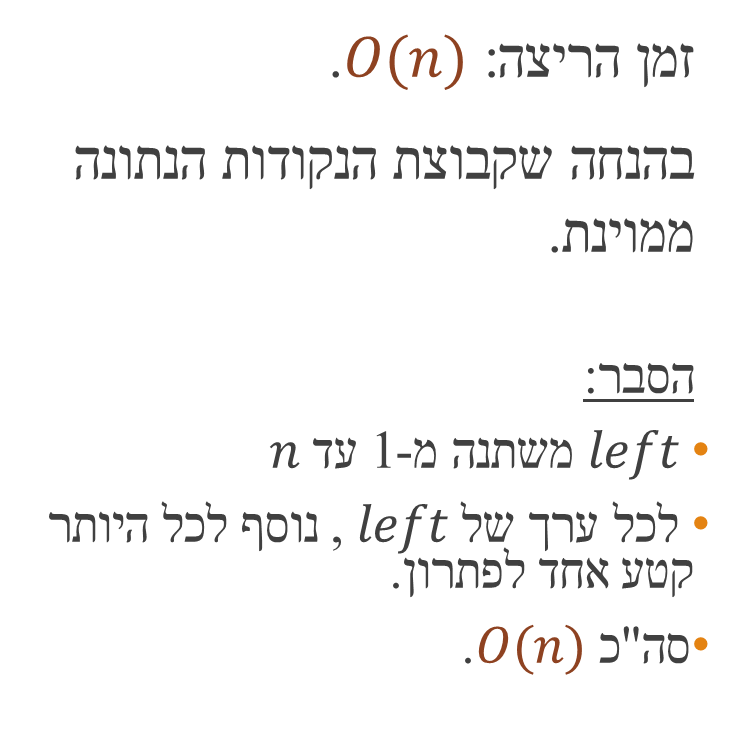 זמן הריצה: O(n).
בהנחה שקבוצת הנקודות הנתונה
ממוינת.
הסבר:
• left משתנה מ-1 עד n
• לכל ערך של left , נוסף לכל היותר
קטע אחד לפתרון.
•סה"כ O(n).